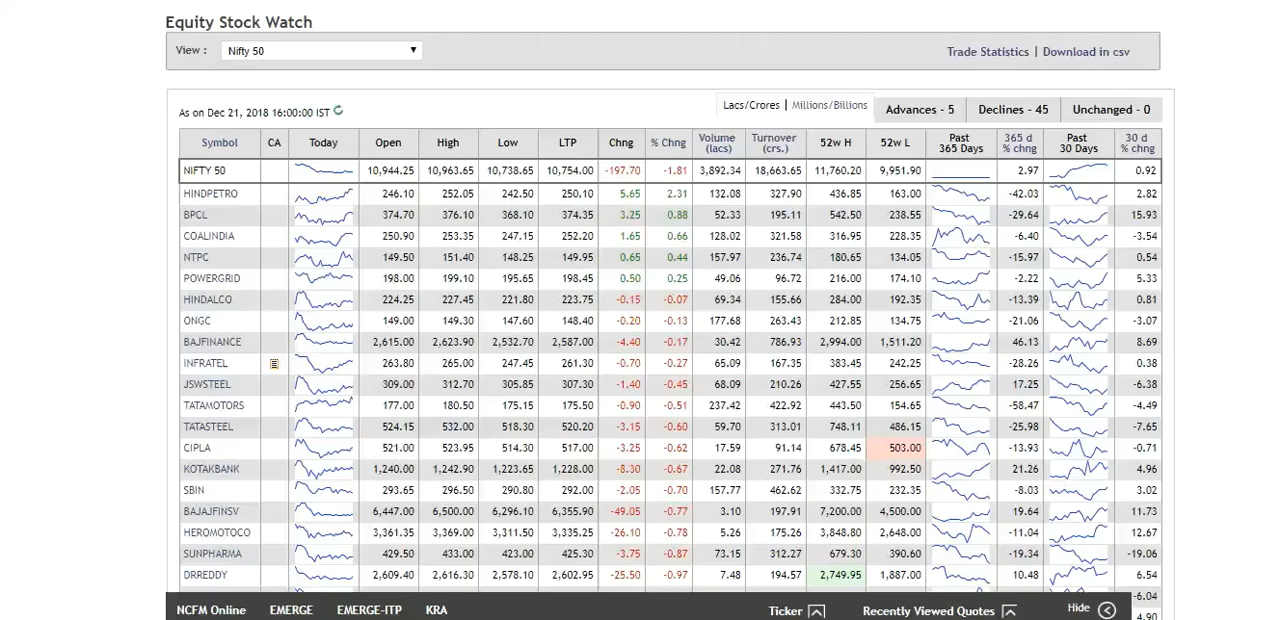 Equity Stock Watch
View : Nifty 50 Trade Statistics | Download in csv
As on Dec 21, 2018 16:00:00 IST Lacs/Crores | Millions/Billions Advances - 5 Declines - 45 Unchanged - 0
Symbol CA Today Open High Low LTP Chng % Chng Volume (lacs) Turnover (crs.) 52w H 52w L Past 365 Days 365 d % chng Past 30 Days 30 d % chng
NIFTY 50 10,944.25 10,963.65 10,738.65 10,754.00 -197.70 -1.81 3,892.34 18,663.65 11,760.20 9,951.90 2.97 0.92
HINDPETRO 246.10 252.05 242.50 250.10 5.65 2.31 132.08 327.90 436.85 163.00 -42.03 2.82
BPCL 374.70 376.10 368.10 374.35 3.25 0.88 52.33 195.11 542.50 238.55 -29.64 15.93
COALINDIA 250.90 253.35 247.15 252.20 1.65 0.66 128.02 321.58 316.95 228.35 -6.40 -3.54
NTPC 149.50 151.40 148.25 149.95 0.65 0.44 157.97 236.74 180.65 134.05 -15.97 0.54
POWERGRID 198.00 199.10 195.65 198.45 0.50 0.25 49.06 96.72 216.00 174.10 -2.22 5.33
HINDALCO 224.25 227.45 221.80 223.75 -0.15 -0.07 69.34 155.66 284.00 192.35 -13.39 0.81
ONGC 149.00 149.30 147.60 148.40 -0.20 -0.13 177.68 263.43 212.85 134.75 -21.06 -3.07
BAJFINANCE 2,615.00 2,623.90 2,532.70 2,587.00 -4.40 -0.17 30.42 786.93 2,994.00 1,511.20 46.13 8.69
INFRATEL 263.80 265.00 247.45 261.30 -0.70 -0.27 65.09 167.35 383.45 242.25 -28.26 0.38
JSWSTEEL 309.00 312.70 305.85 307.30 -1.40 -0.45 68.09 210.26 427.55 256.65 17.25 -6.38
TATAMOTORS 177.00 180.50 175.15 175.50 -0.90 -0.51 237.42 422.92 443.50 154.65 -58.47 -4.49
TATASTEEL 524.15 532.00 518.30 520.20 -3.15 -0.60 59.70 313.01 748.11 486.15 -25.98 -7.65
CIPLA 521.00 523.95 514.30 517.00 -3.25 -0.62 17.59 91.14 678.45 503.00 -13.93 -0.71
KOTAKBANK 1,240.00 1,242.90 1,223.65 1,228.00 -8.30 -0.67 22.08 271.76 1,417.00 992.50 21.26 4.96
SBIN 293.65 296.50 290.80 292.00 -2.05 -0.70 157.77 462.62 332.75 232.35 -8.03 3.02
BAJAJFINSV 6,447.00 6,500.00 6,296.10 6,355.90 -49.05 -0.77 3.10 197.91 7,200.00 4,500.00 19.64 11.73
HEROMOTOCO 3,361.35 3,369.00 3,311.50 3,335.25 -26.10 -0.78 5.26 175.26 3,848.80 2,648.00 -11.04 12.67
SUNPHARMA 429.50 433.00 423.00 425.30 -3.75 -0.87 73.15 312.27 679.30 390.60 -19.34 -19.06
DRREDDY 2,609.40 2,616.30 2,578.10 2,602.95 -25.50 -0.97 7.48 194.57 2,749.95 1,887.00 10.48 6.54
-6.04
NCFM Online EMERGE EMERGE-ITP KRA Ticker Recently Viewed Quotes Hide
4.90